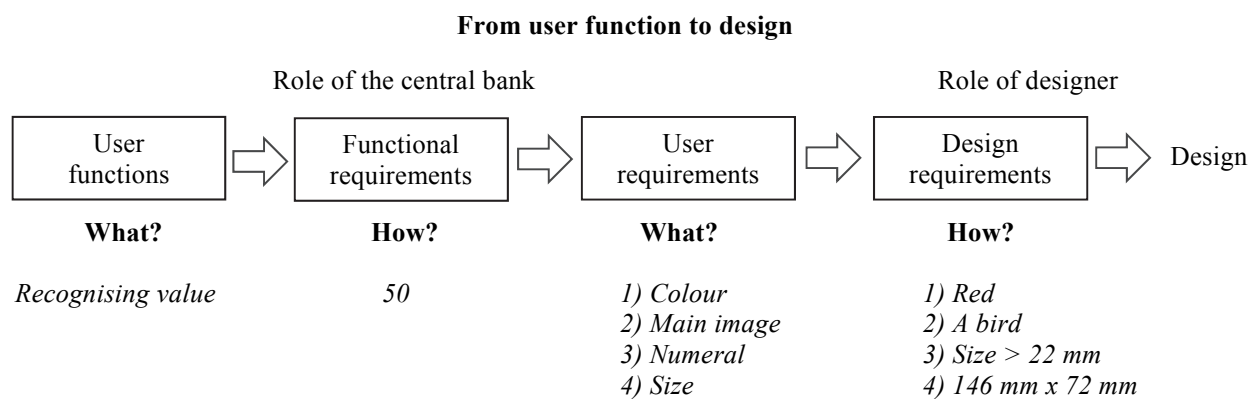 From user function to design
Role of the central bank
Role of designer
User
functions
Functional
requirements
User
requirements
Design
requirements
Design
What?
How?
What?
How?
Recognising value
50
1) Colour
2) Main image
3) Numeral
4) Size
1) Red
2) A bird
3) Size > 22 mm
4) 146 mm x 72 mm